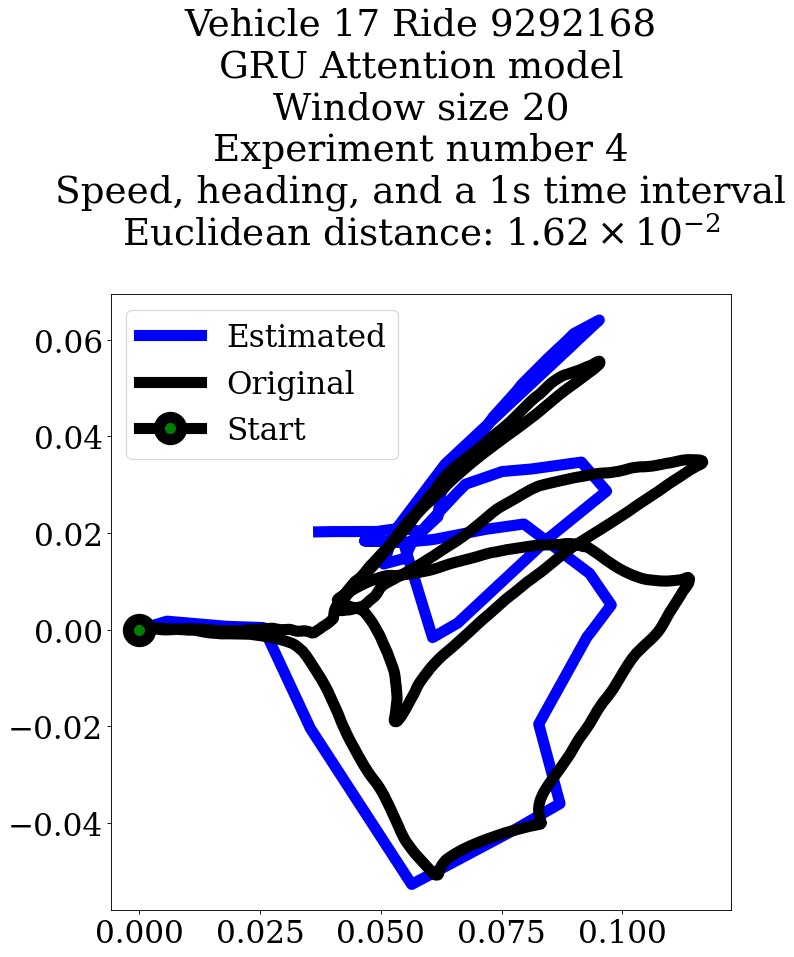 Vehicle 17 Ride 9292168
GRU Attention model
Window size 20
Experiment number 4
Speed, heading, and a 1s time interval
Euclidean distance: 1.62 × 10⁻²
Estimated
Original
Start
0.06
0.04
0.02
0.00
−0.02
−0.04
0.000 0.025 0.050 0.075 0.100